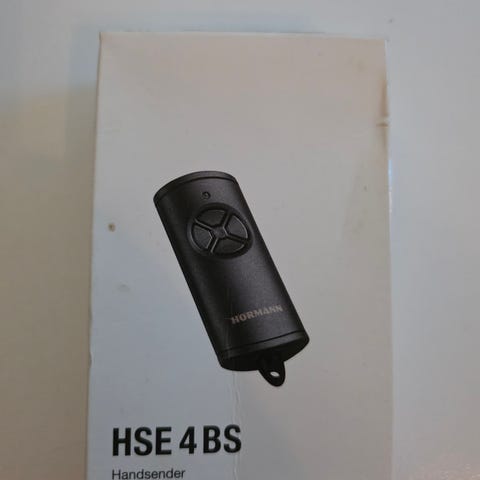 HÖRMANN
HSE 4 BS
Handsender